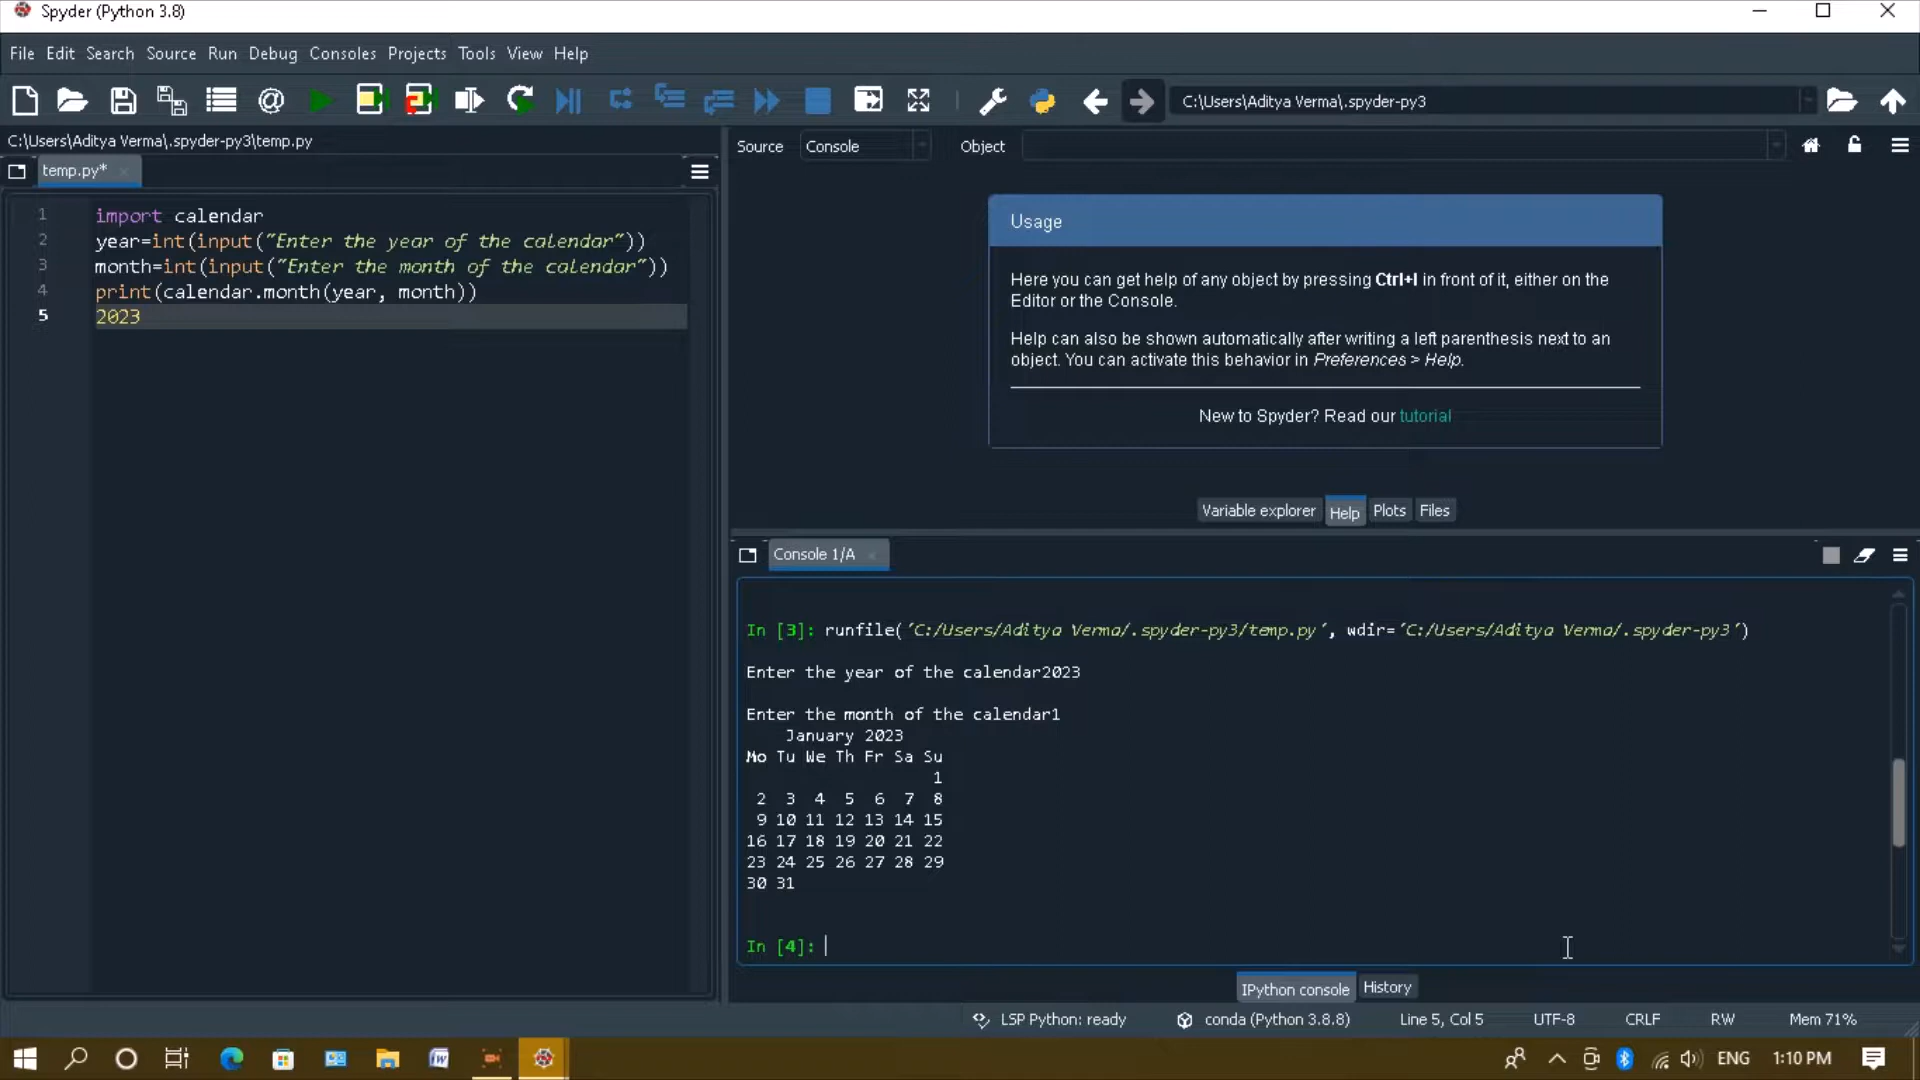 Spyder (Python 3.8)
File Edit Search Source Run Debug Consoles Projects Tools View Help
C:\Users\Aditya Verma\.spyder-py3
C:\Users\Aditya Verma\.spyder-py3\temp.py
Source Console Object
temp.py*
1 import calendar
2 year=int(input("Enter the year of the calendar"))
3 month=int(input("Enter the month of the calendar"))
4 print(calendar.month(year, month))
5 2023
Usage
Here you can get help of any object by pressing Ctrl+I in front of it, either on the
Editor or the Console.
Help can also be shown automatically after writing a left parenthesis next to an
object. You can activate this behavior in Preferences > Help.
New to Spyder? Read our tutorial
Variable explorer Help Plots Files
Console 1/A
In [3]: runfile('C:/Users/Aditya Verma/.spyder-py3/temp.py', wdir='C:/Users/Aditya Verma/.spyder-py3')
Enter the year of the calendar2023
Enter the month of the calendar1
January 2023
Mo Tu We Th Fr Sa Su
1
2 3 4 5 6 7 8
9 10 11 12 13 14 15
16 17 18 19 20 21 22
23 24 25 26 27 28 29
30 31
In [4]:
IPython console History
LSP Python: ready conda (Python 3.8.8) Line 5, Col 5 UTF-8 CRLF RW Mem 71%
ENG 1:10 PM